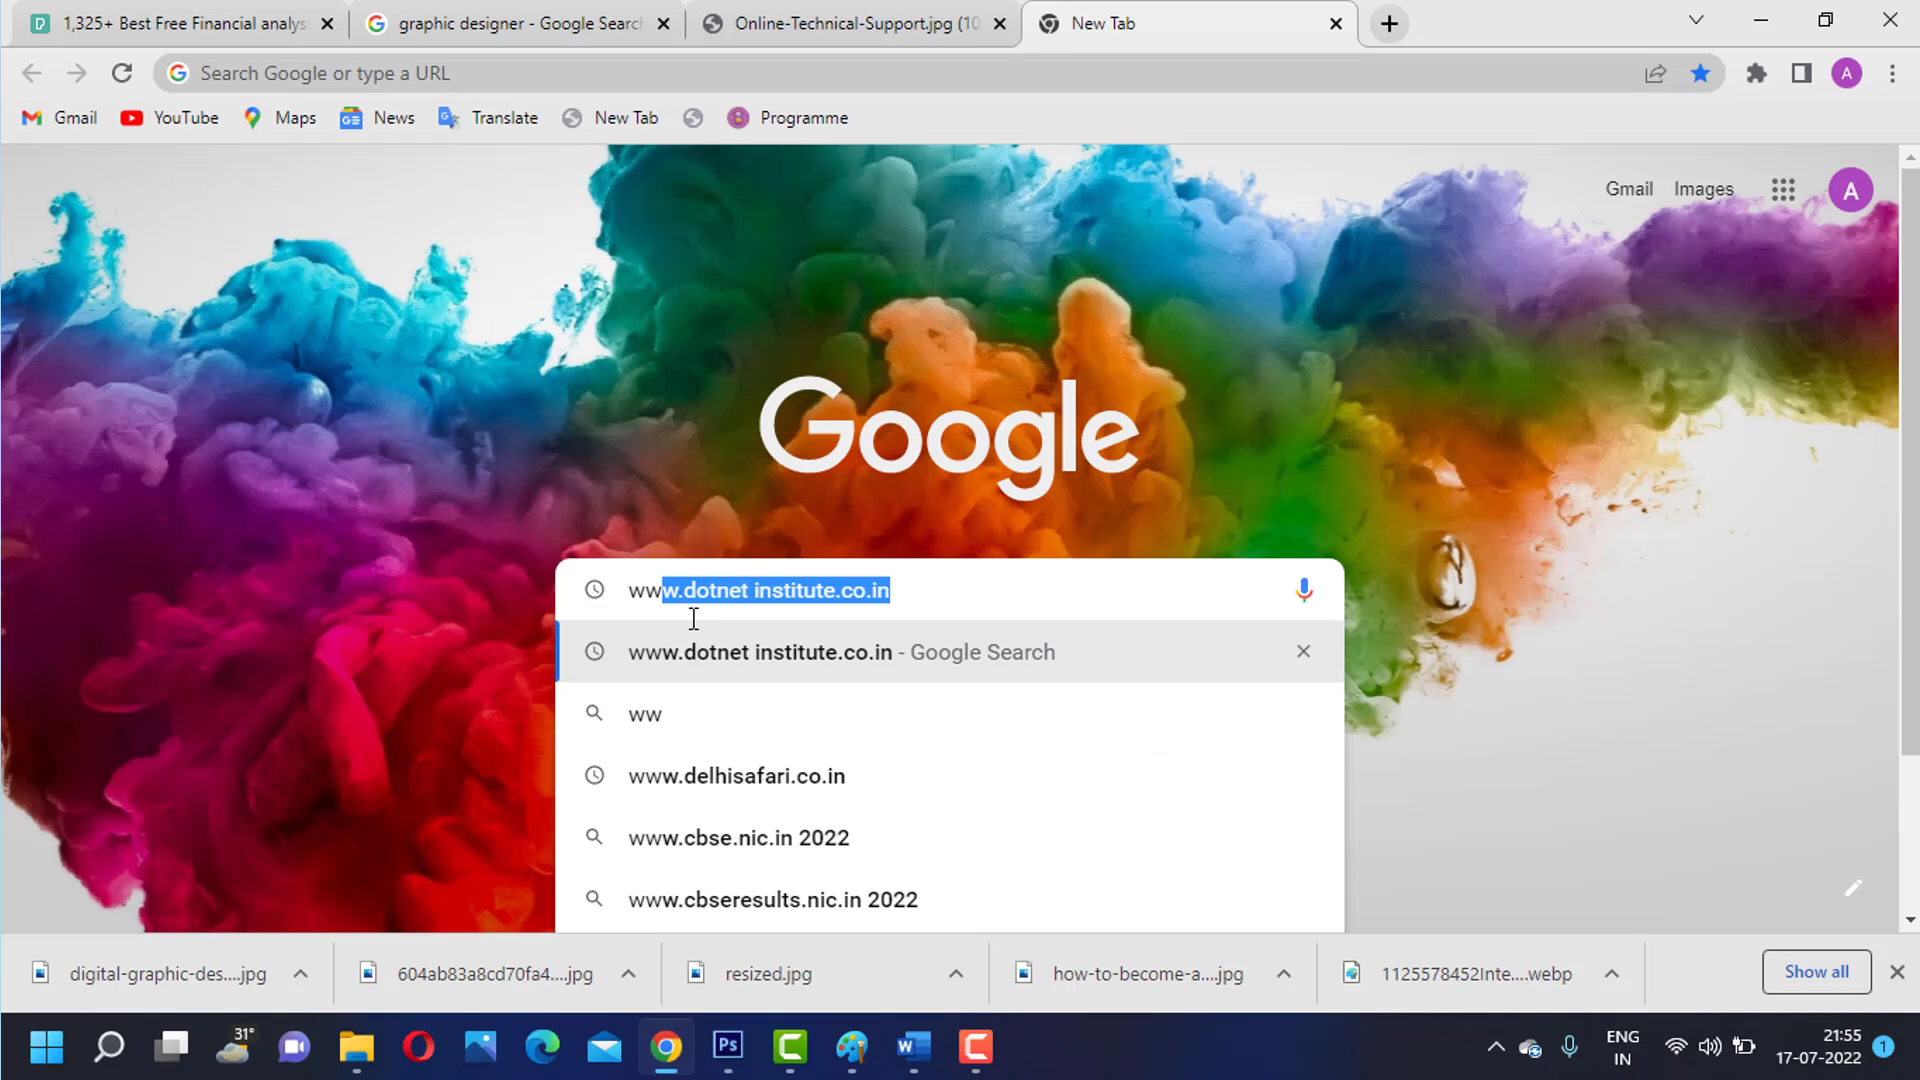 1,325+ Best Free Financial analys
graphic designer - Google Search
Online-Technical-Support.jpg (10
New Tab
Search Google or type a URL
A
Gmail
YouTube
Maps
News
Translate
New Tab
Programme
Gmail
Images
A
Google
www.dotnet institute.co.in
www.dotnet institute.co.in - Google Search
ww
www.delhisafari.co.in
www.cbse.nic.in 2022
www.cbseresults.nic.in 2022
digital-graphic-des....jpg
604ab83a8cd70fa4....jpg
resized.jpg
how-to-become-a....jpg
1125578452Inte....webp
Show all
31°
Ps
ENG
IN
21:55
17-07-2022
1